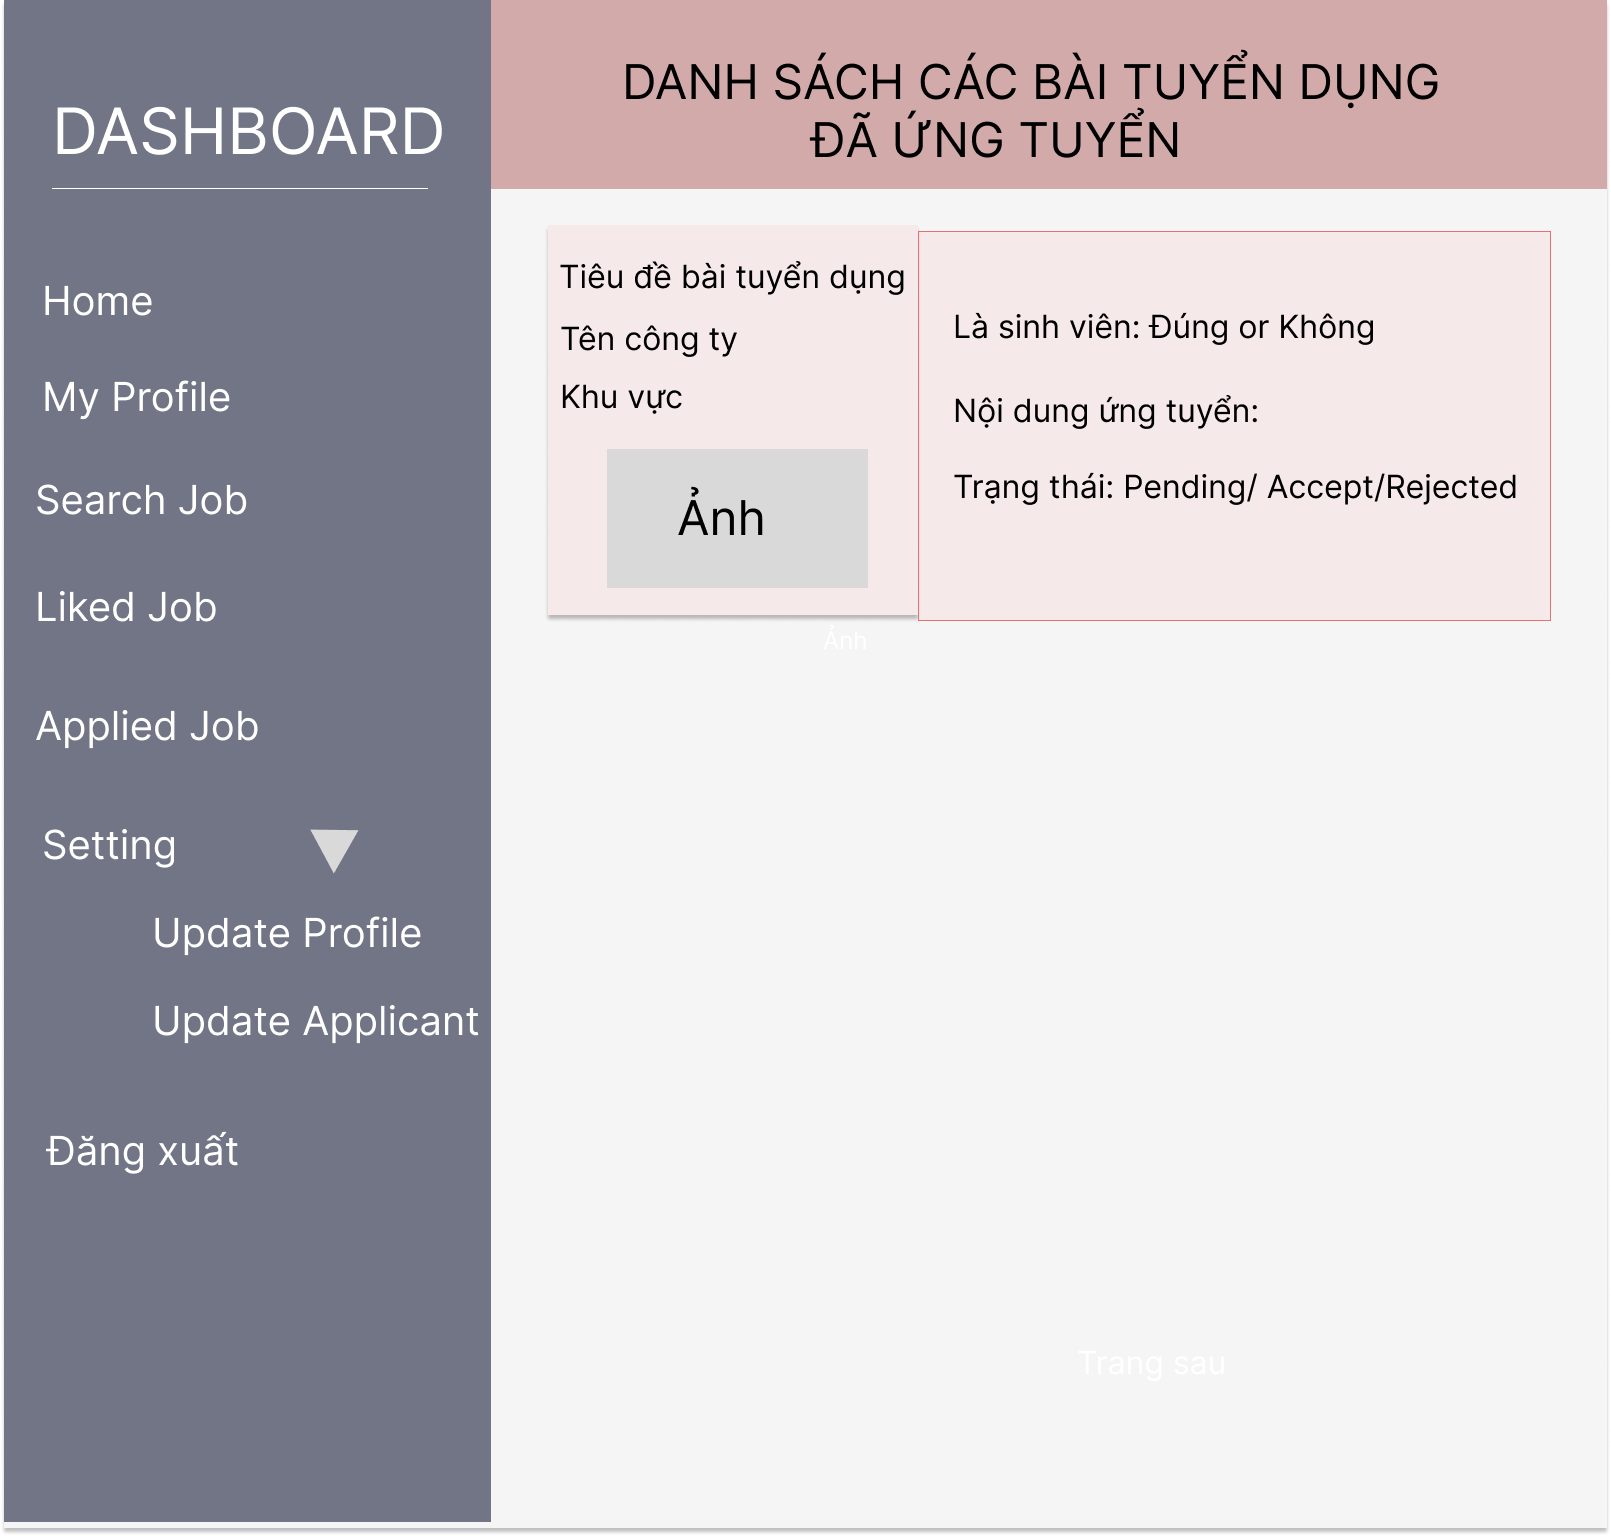 DASHBOARD
Home
My Profile
Search Job
Liked Job
Applied Job
Setting
Update Profile
Update Applicant
Đăng xuất
DANH SÁCH CÁC BÀI TUYỂN DỤNG
ĐÃ ỨNG TUYỂN
Tiêu đề bài tuyển dụng
Tên công ty
Khu vực
Ảnh
Là sinh viên: Đúng or Không
Nội dung ứng tuyển:
Trạng thái: Pending/ Accept/Rejected
Ảnh
Trang sau